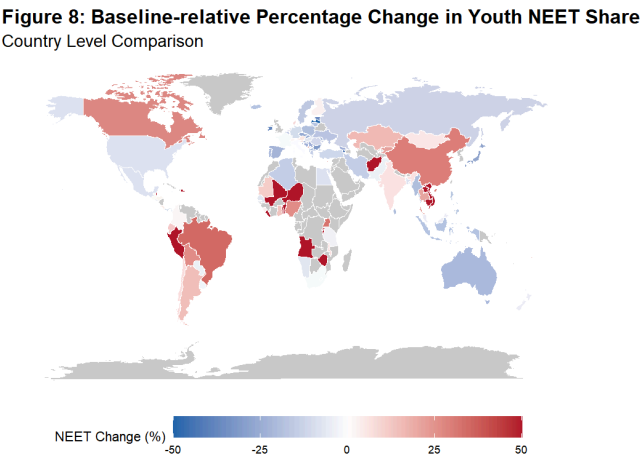 Figure 8: Baseline-relative Percentage Change in Youth NEET Share
Country Level Comparison
NEET Change (%)
-50 -25 0 25 50